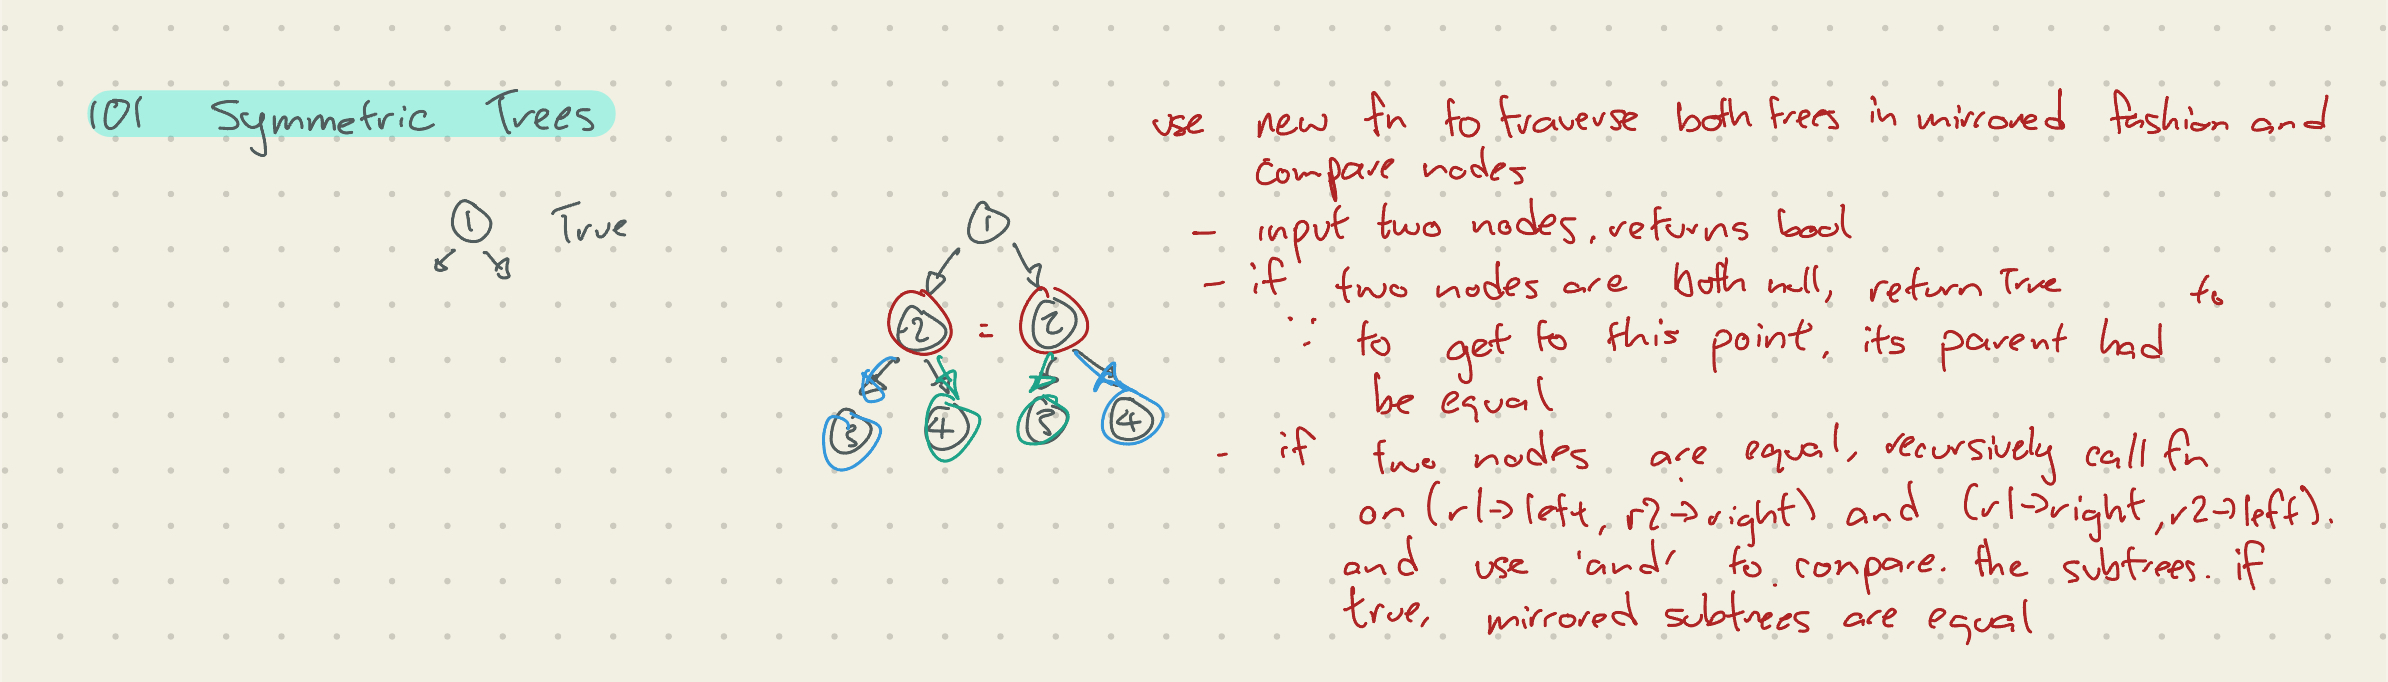 101 Symmetric Trees
1 True
1
2 = 2
3 4 3 4
use new fn to traverse both trees in mirrored fashion and
compare nodes
- input two nodes, returns bool
- if two nodes are both null, return True
∵ to get to this point, its parent had to
be equal
- if two nodes are equal, recursively call fn
on (r1->left, r2->right) and (r1->right, r2->left).
and use 'and' to compare. the subtrees. if
true, mirrored subtrees are equal